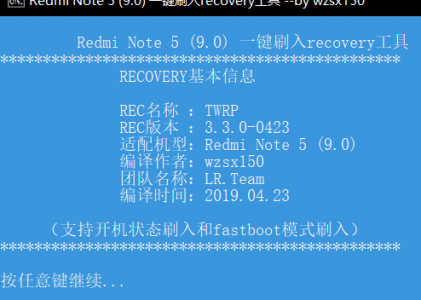 Redmi Note 5 (9.0) 一键刷入recovery工具 --by wzsx150
Redmi Note 5 (9.0) 一键刷入recovery工具
***********************************************
RECOVERY基本信息
REC名称 : TWRP
REC版本 : 3.3.0-0423
适配机型: Redmi Note 5 (9.0)
编译作者: wzsx150
团队名称: LR.Team
编译时间: 2019.04.23
(支持开机状态刷入和fastboot模式刷入)
***********************************************
按任意键继续...